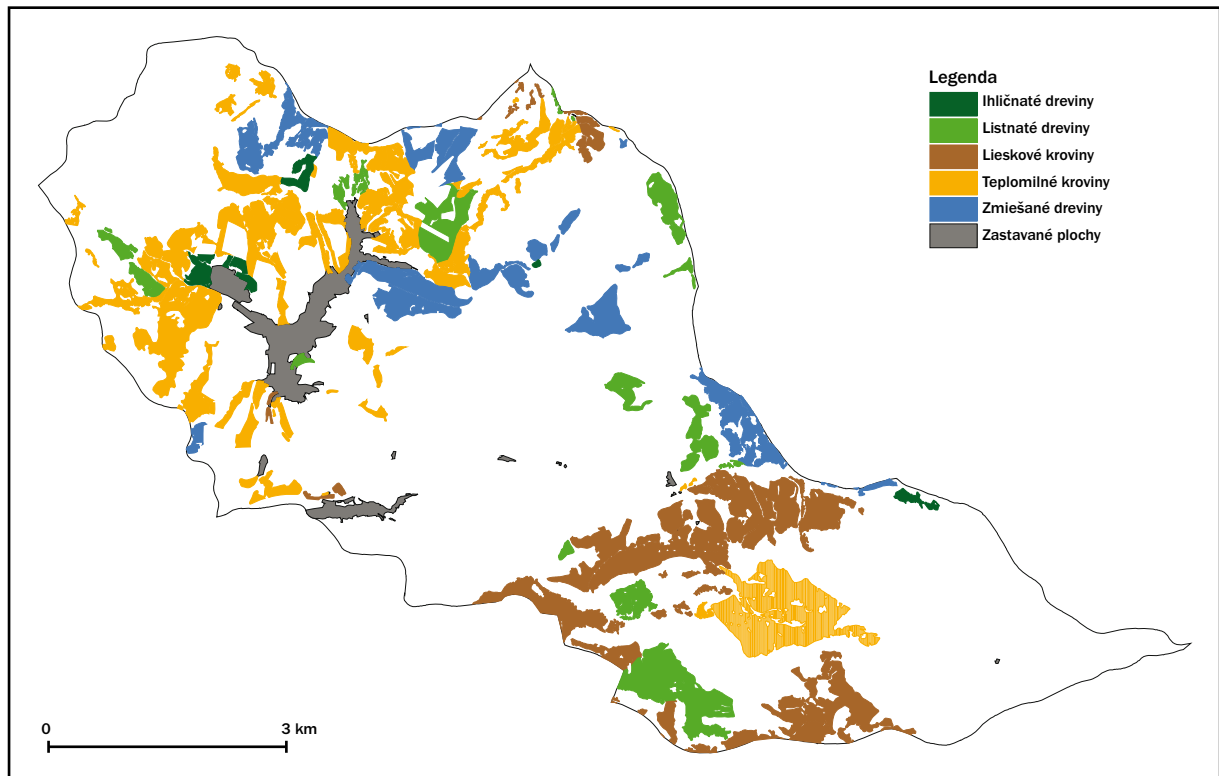 Legenda
Ihličnaté dreviny
Listnaté dreviny
Lieskové kroviny
Teplomilné kroviny
Zmiešané dreviny
Zastavané plochy
0 3 km